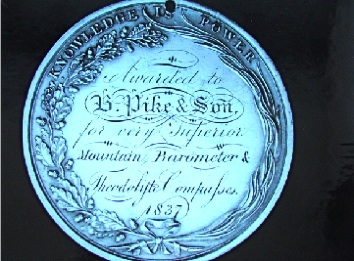 KNOWLEDGE IS POWER
Awarded to
B. Pike & Son
for very Superior
Mountain Barometer &
Theodolite Compasses.
1837